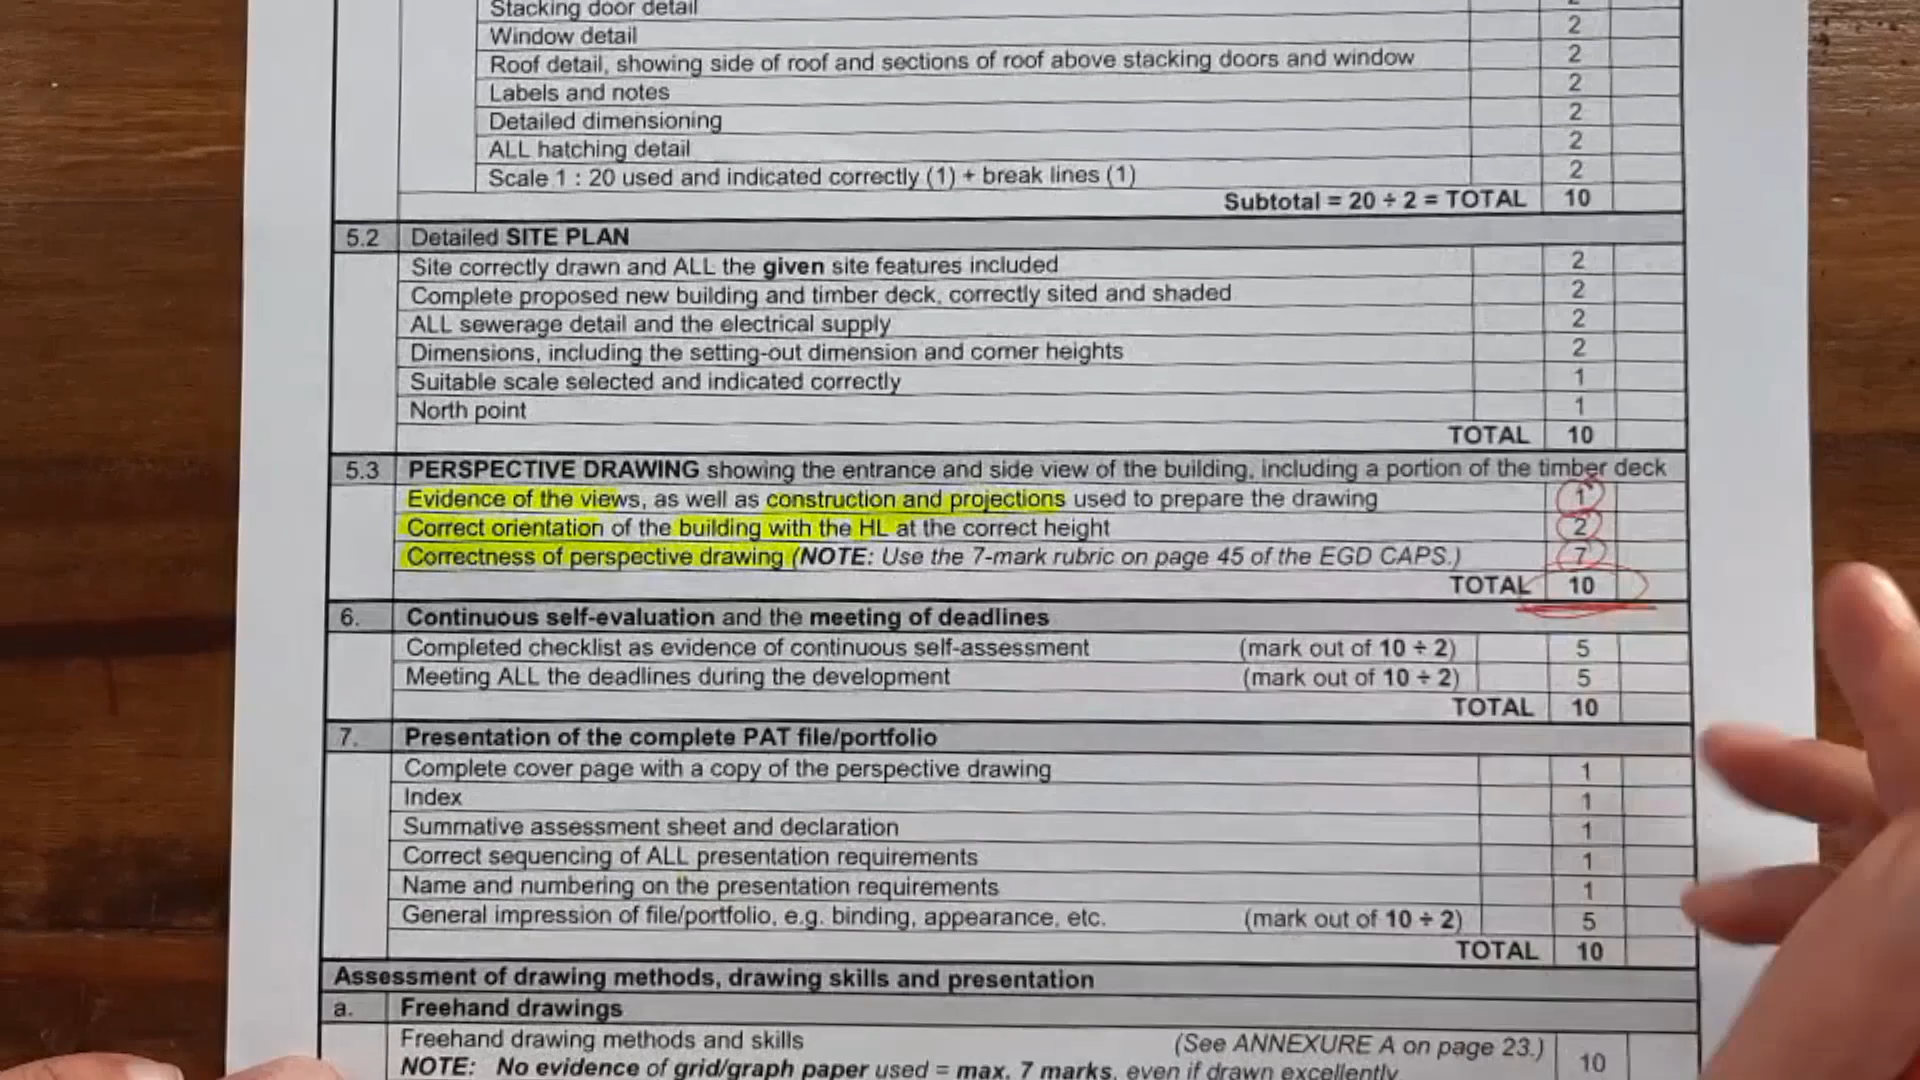 Stacking door detail
Window detail 2
Roof detail, showing side of roof and sections of roof above stacking doors and window 2
Labels and notes 2
Detailed dimensioning 2
ALL hatching detail 2
Scale 1 : 20 used and indicated correctly (1) + break lines (1) 2
Subtotal = 20 ÷ 2 = TOTAL 10
5.2 Detailed SITE PLAN
Site correctly drawn and ALL the given site features included 2
Complete proposed new building and timber deck, correctly sited and shaded 2
ALL sewerage detail and the electrical supply 2
Dimensions, including the setting-out dimension and corner heights 2
Suitable scale selected and indicated correctly 1
North point 1
TOTAL 10
5.3 PERSPECTIVE DRAWING showing the entrance and side view of the building, including a portion of the timber deck
Evidence of the views, as well as construction and projections used to prepare the drawing 1
Correct orientation of the building with the HL at the correct height 2
Correctness of perspective drawing (NOTE: Use the 7-mark rubric on page 45 of the EGD CAPS.) 7
TOTAL 10
6. Continuous self-evaluation and the meeting of deadlines
Completed checklist as evidence of continuous self-assessment (mark out of 10 ÷ 2) 5
Meeting ALL the deadlines during the development (mark out of 10 ÷ 2) 5
TOTAL 10
7. Presentation of the complete PAT file/portfolio
Complete cover page with a copy of the perspective drawing 1
Index 1
Summative assessment sheet and declaration 1
Correct sequencing of ALL presentation requirements 1
Name and numbering on the presentation requirements 1
General impression of file/portfolio, e.g. binding, appearance, etc. (mark out of 10 ÷ 2) 5
TOTAL 10
Assessment of drawing methods, drawing skills and presentation
a. Freehand drawings
Freehand drawing methods and skills (See ANNEXURE A on page 23.) 10
NOTE: No evidence of grid/graph paper used = max. 7 marks, even if drawn excellently